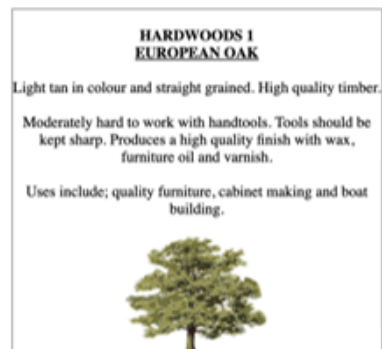 HARDWOODS 1
EUROPEAN OAK
Light tan in colour and straight grained. High quality timber.
Moderately hard to work with handtools. Tools should be
kept sharp. Produces a high quality finish with wax,
furniture oil and varnish.
Uses include; quality furniture, cabinet making and boat
building.